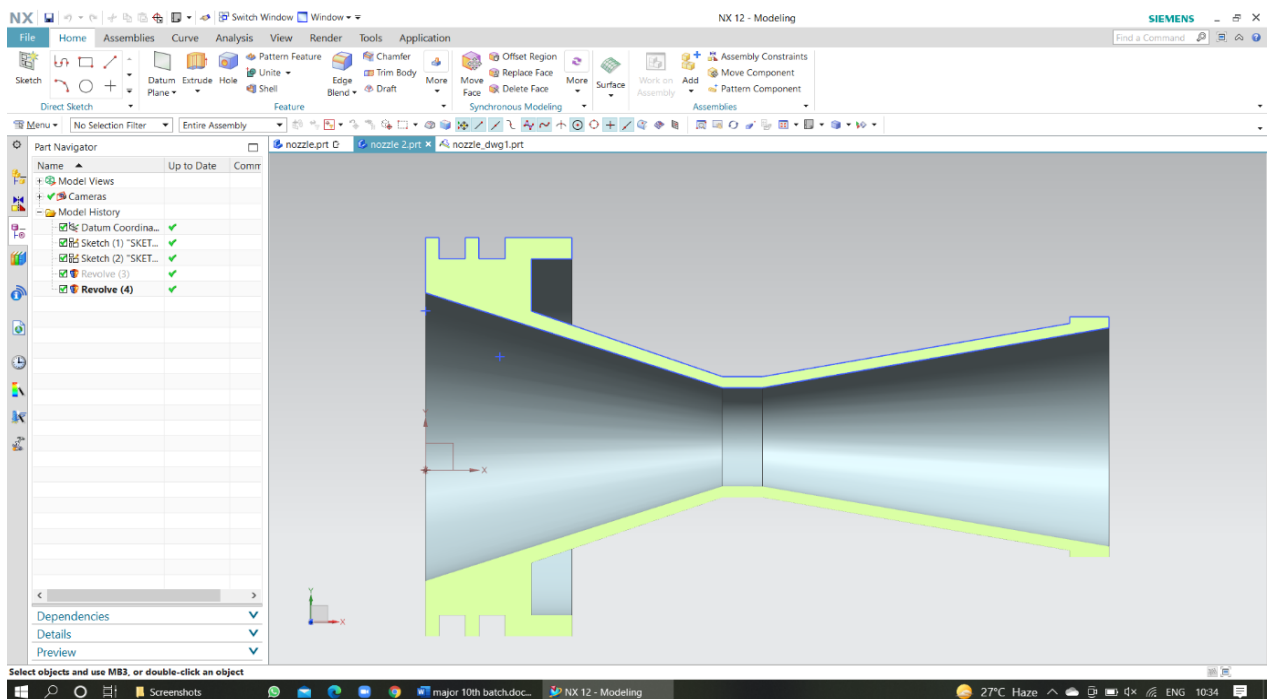 NX Switch Window Window NX 12 - Modeling SIEMENS
File Home Assemblies Curve Analysis View Render Tools Application Find a Command
Sketch
Datum Plane
Extrude
Hole
Pattern Feature
Unite
Shell
Edge Blend
Chamfer
Trim Body
Draft
More
Move Face
Offset Region
Replace Face
Delete Face
More
Surface
Work on Assembly
Add
Assembly Constraints
Move Component
Pattern Component
Direct Sketch Feature Synchronous Modeling Assemblies
Menu No Selection Filter Entire Assembly
Part Navigator
nozzle.prt nozzle 2.prt nozzle_dwg1.prt
Name Up to Date Comm
Model Views
Cameras
Model History
Datum Coordina...
Sketch (1) "SKET...
Sketch (2) "SKET...
Revolve (3)
Revolve (4)
Y
X
Y
X
Dependencies
Details
Preview
Select objects and use MB3, or double-click an object
Screenshots major 10th batch.doc... NX 12 - Modeling 27°C Haze ENG 10:34